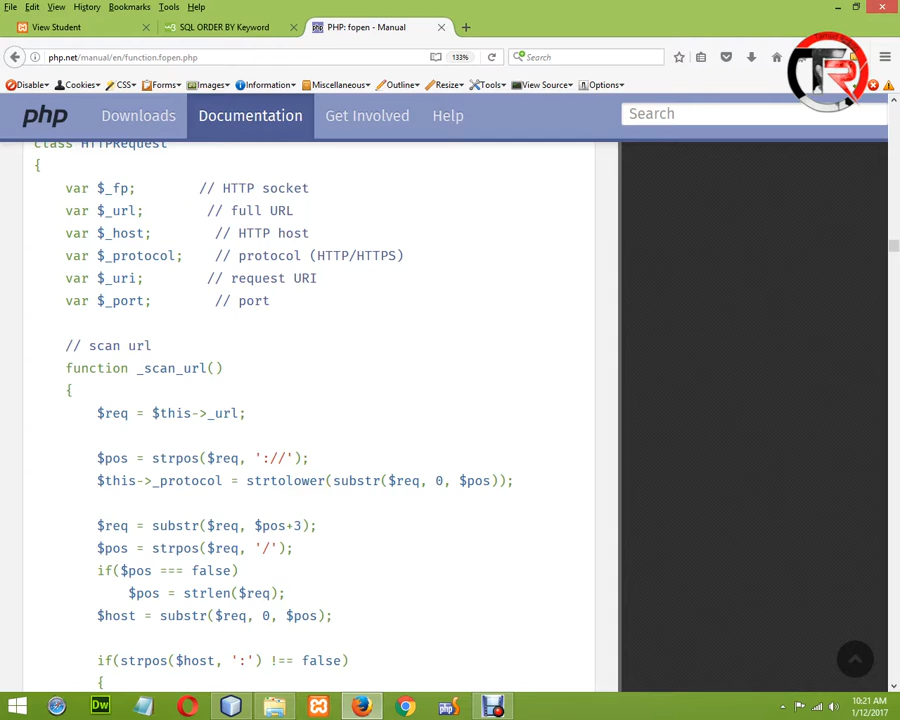 File Edit View History Bookmarks Tools Help
View Student
SQL ORDER BY Keyword
PHP: fopen - Manual
php.net/manual/en/function.fopen.php
133%
Search
Disable Cookies CSS Forms Images Information Miscellaneous Outline Resize Tools View Source Options
php Downloads Documentation Get Involved Help
Search
class HTTPRequest
{
var $_fp; // HTTP socket
var $_url; // full URL
var $_host; // HTTP host
var $_protocol; // protocol (HTTP/HTTPS)
var $_uri; // request URI
var $_port; // port
// scan url
function _scan_url()
{
$req = $this->_url;
$pos = strpos($req, '://');
$this->_protocol = strtolower(substr($req, 0, $pos));
$req = substr($req, $pos+3);
$pos = strpos($req, '/');
if($pos === false)
$pos = strlen($req);
$host = substr($req, 0, $pos);
if(strpos($host, ':') !== false)
{
Dw
php
10:21 AM
1/12/2017